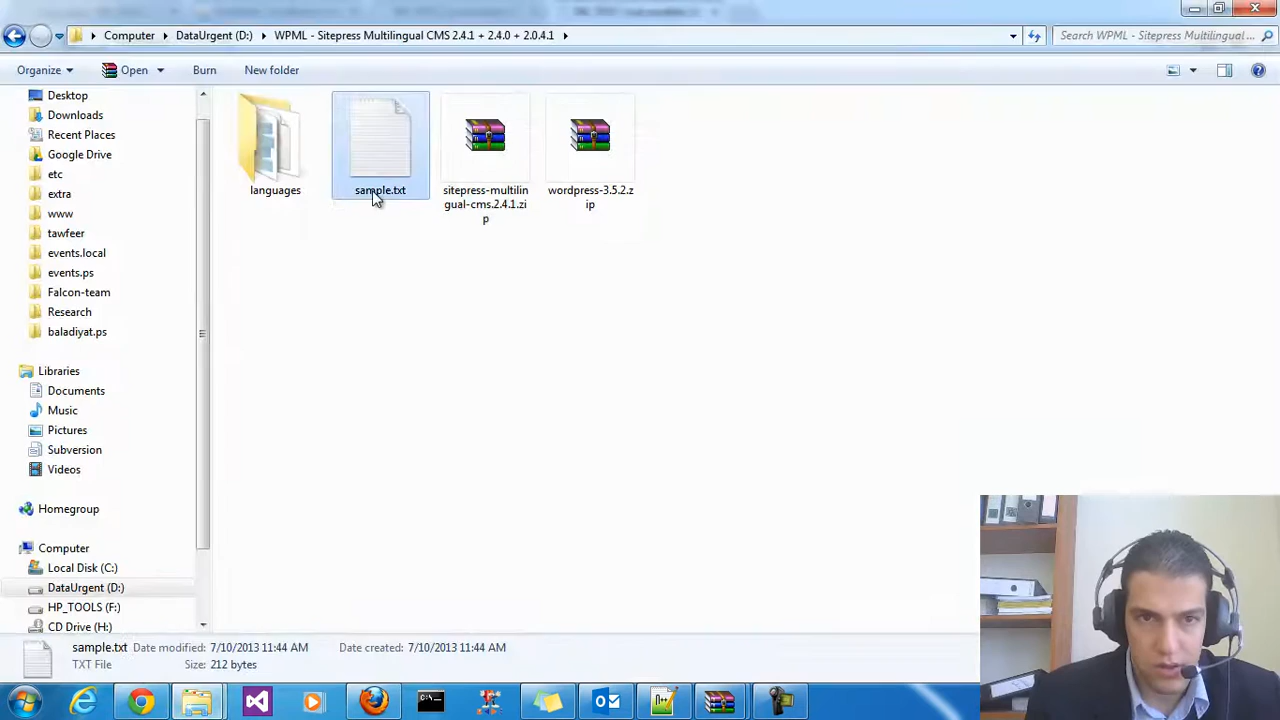 Computer
DataUrgent (D:)
WPML - Sitepress Multilingual CMS 2.4.1 + 2.4.0 + 2.0.4.1
Search WPML - Sitepress Multilingual ...
Organize
Open
Burn
New folder
Desktop
Downloads
Recent Places
Google Drive
etc
extra
www
tawfeer
events.local
events.ps
Falcon-team
Research
baladiyat.ps
Libraries
Documents
Music
Pictures
Subversion
Videos
Homegroup
Computer
Local Disk (C:)
DataUrgent (D:)
HP_TOOLS (F:)
CD Drive (H:)
languages
sample.txt
sitepress-multilin
gual-cms.2.4.1.zi
p
wordpress-3.5.2.z
ip
sample.txt Date modified: 7/10/2013 11:44 AM Date created: 7/10/2013 11:44 AM
TXT File Size: 212 bytes